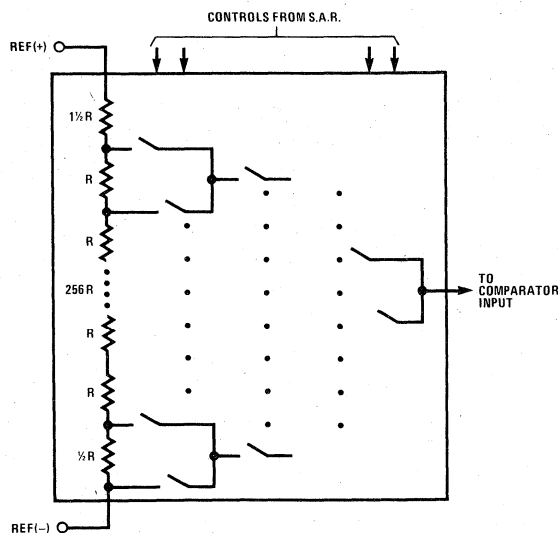 CONTROLS FROM S.A.R.
REF(+)
1½R
R
R
256R
R
R
½R
TO
COMPARATOR
INPUT
REF(−)